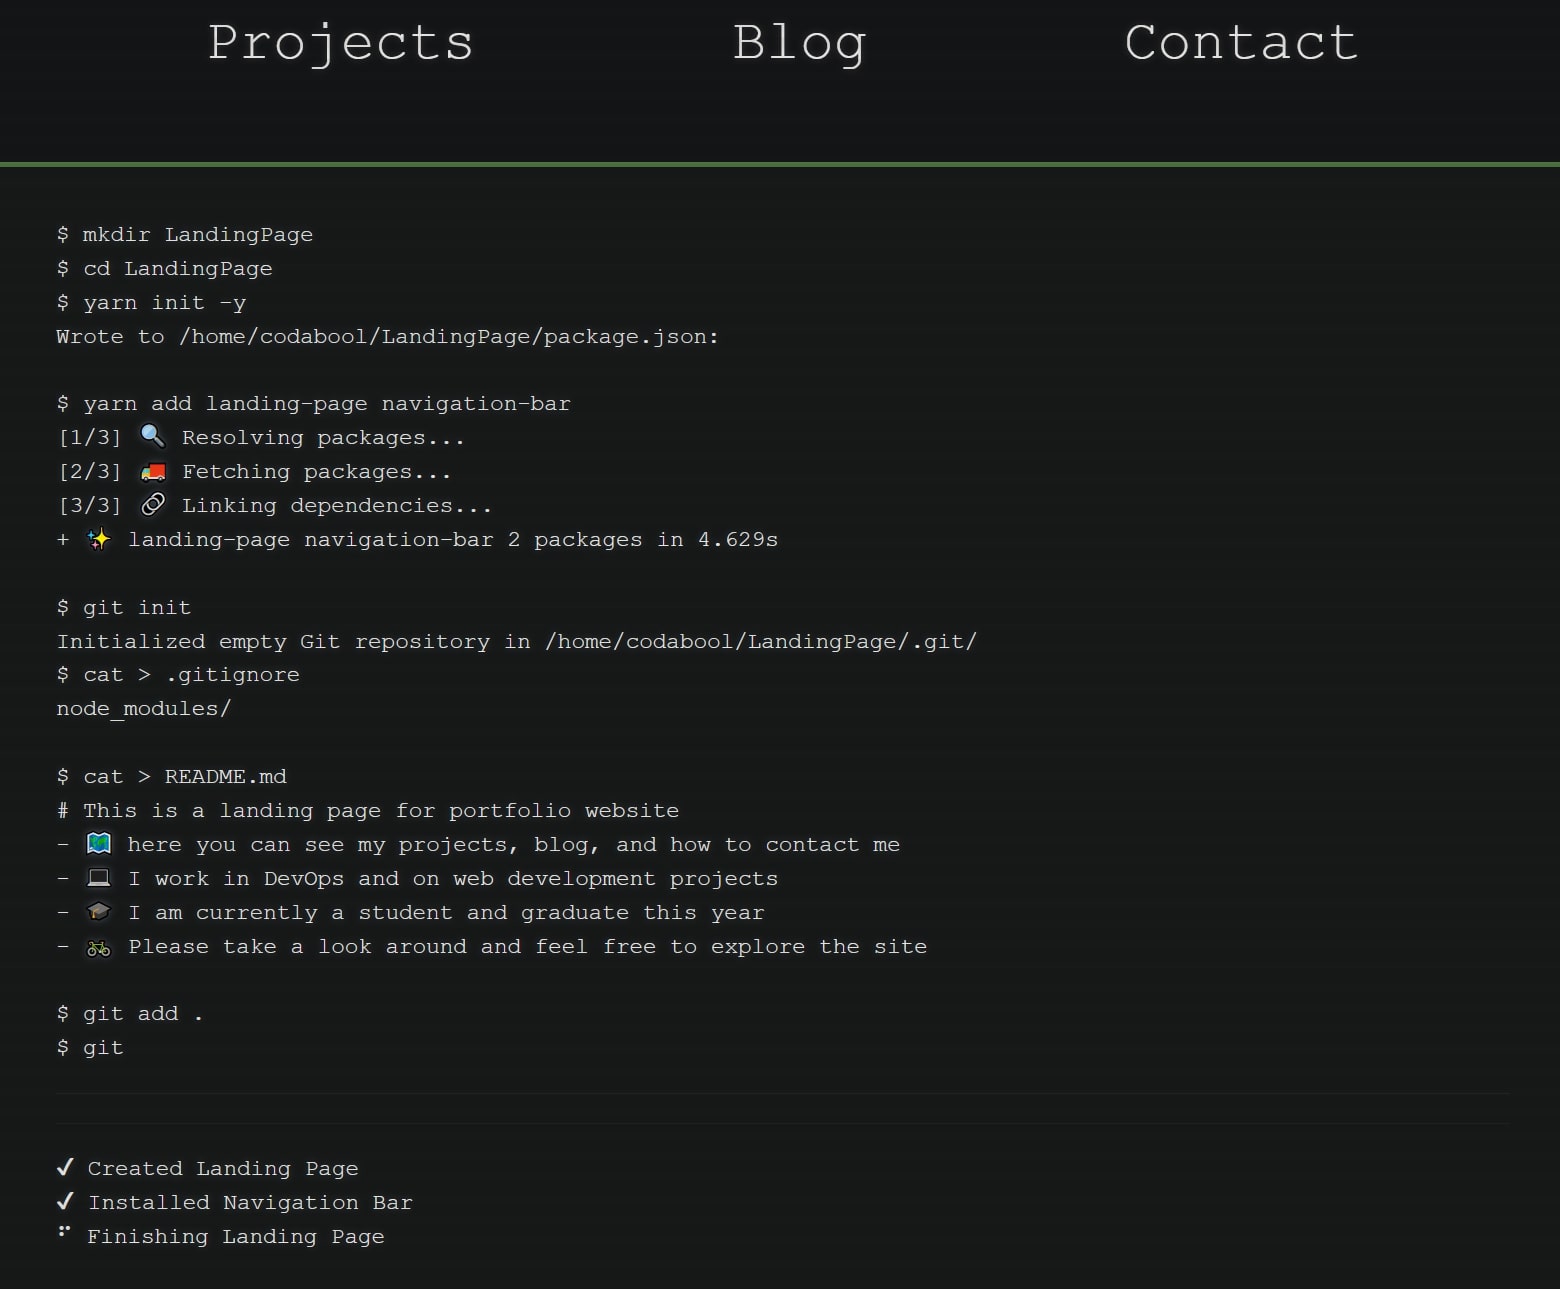 Projects Blog Contact
$ mkdir LandingPage
$ cd LandingPage
$ yarn init -y
Wrote to /home/codabool/LandingPage/package.json:
$ yarn add landing-page navigation-bar
[1/3] 🔍 Resolving packages...
[2/3] 🚚 Fetching packages...
[3/3] 🔗 Linking dependencies...
+ ✨ landing-page navigation-bar 2 packages in 4.629s
$ git init
Initialized empty Git repository in /home/codabool/LandingPage/.git/
$ cat > .gitignore
node_modules/
$ cat > README.md
# This is a landing page for portfolio website
- 🗺️ here you can see my projects, blog, and how to contact me
- 💻 I work in DevOps and on web development projects
- 🎓 I am currently a student and graduate this year
- 🚲 Please take a look around and feel free to explore the site
$ git add .
$ git
✓ Created Landing Page
✓ Installed Navigation Bar
⠋ Finishing Landing Page